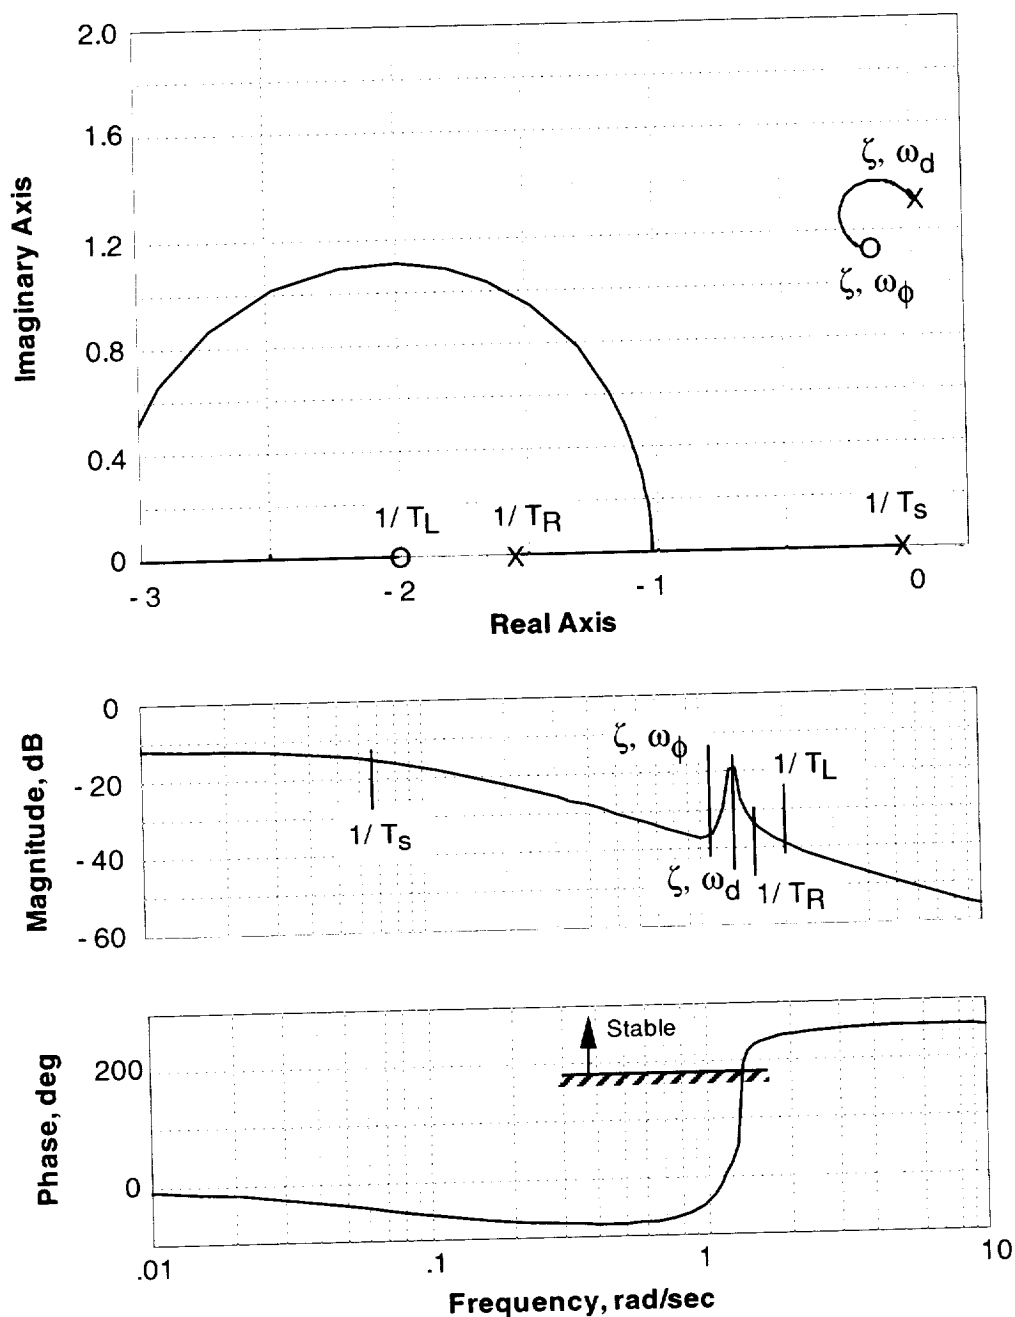 2.0
1.6
1.2
0.8
0.4
0
Imaginary Axis
ζ, ω_d
ζ, ω_ϕ
1/ T_L
1/ T_R
1/ T_s
- 3
- 2
- 1
0
Real Axis
0
- 20
- 40
- 60
Magnitude, dB
1/ T_s
ζ, ω_ϕ
1/ T_L
ζ, ω_d
1/ T_R
200
0
Phase, deg
Stable
.01
.1
1
10
Frequency, rad/sec